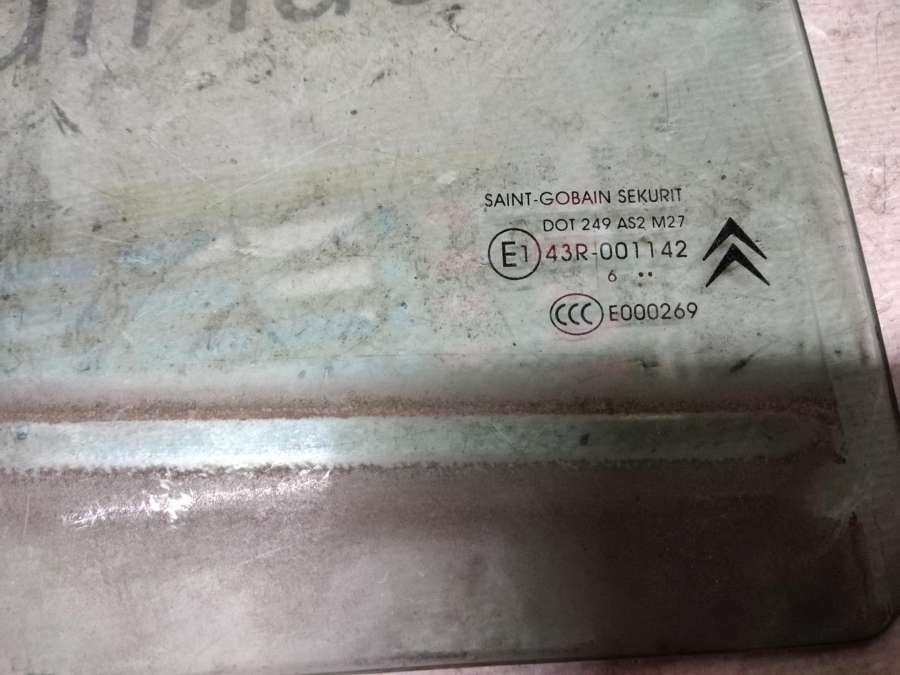 SAINT-GOBAIN SEKURIT
DOT 249 AS2 M27
E1 43R-001142
6 ••
CCC E000269